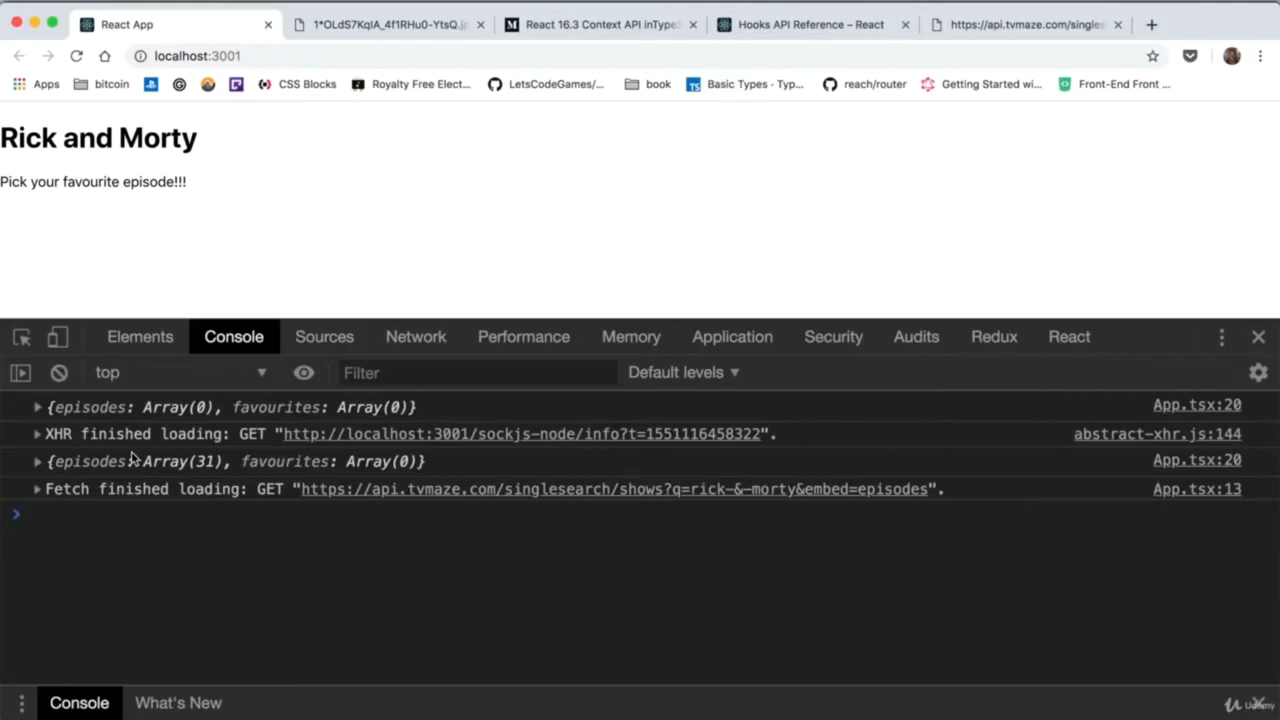 React App
1*OLdS7KqIA_4f1RHu0-YtsQ.j
React 16.3 Context API inType
Hooks API Reference – React
https://api.tvmaze.com/singles
localhost:3001
Apps
bitcoin
CSS Blocks
Royalty Free Elect...
LetsCodeGames/...
book
Basic Types · Typ...
reach/router
Getting Started wi...
Front-End Front ...
Rick and Morty
Pick your favourite episode!!!
Elements
Console
Sources
Network
Performance
Memory
Application
Security
Audits
Redux
React
top
Filter
Default levels
{episodes: Array(0), favourites: Array(0)}
App.tsx:20
XHR finished loading: GET "http://localhost:3001/sockjs-node/info?t=1551116458322".
abstract-xhr.js:144
{episodes: Array(31), favourites: Array(0)}
App.tsx:20
Fetch finished loading: GET "https://api.tvmaze.com/singlesearch/shows?q=rick-&-morty&embed=episodes".
App.tsx:13
Console
What's New
Udemy